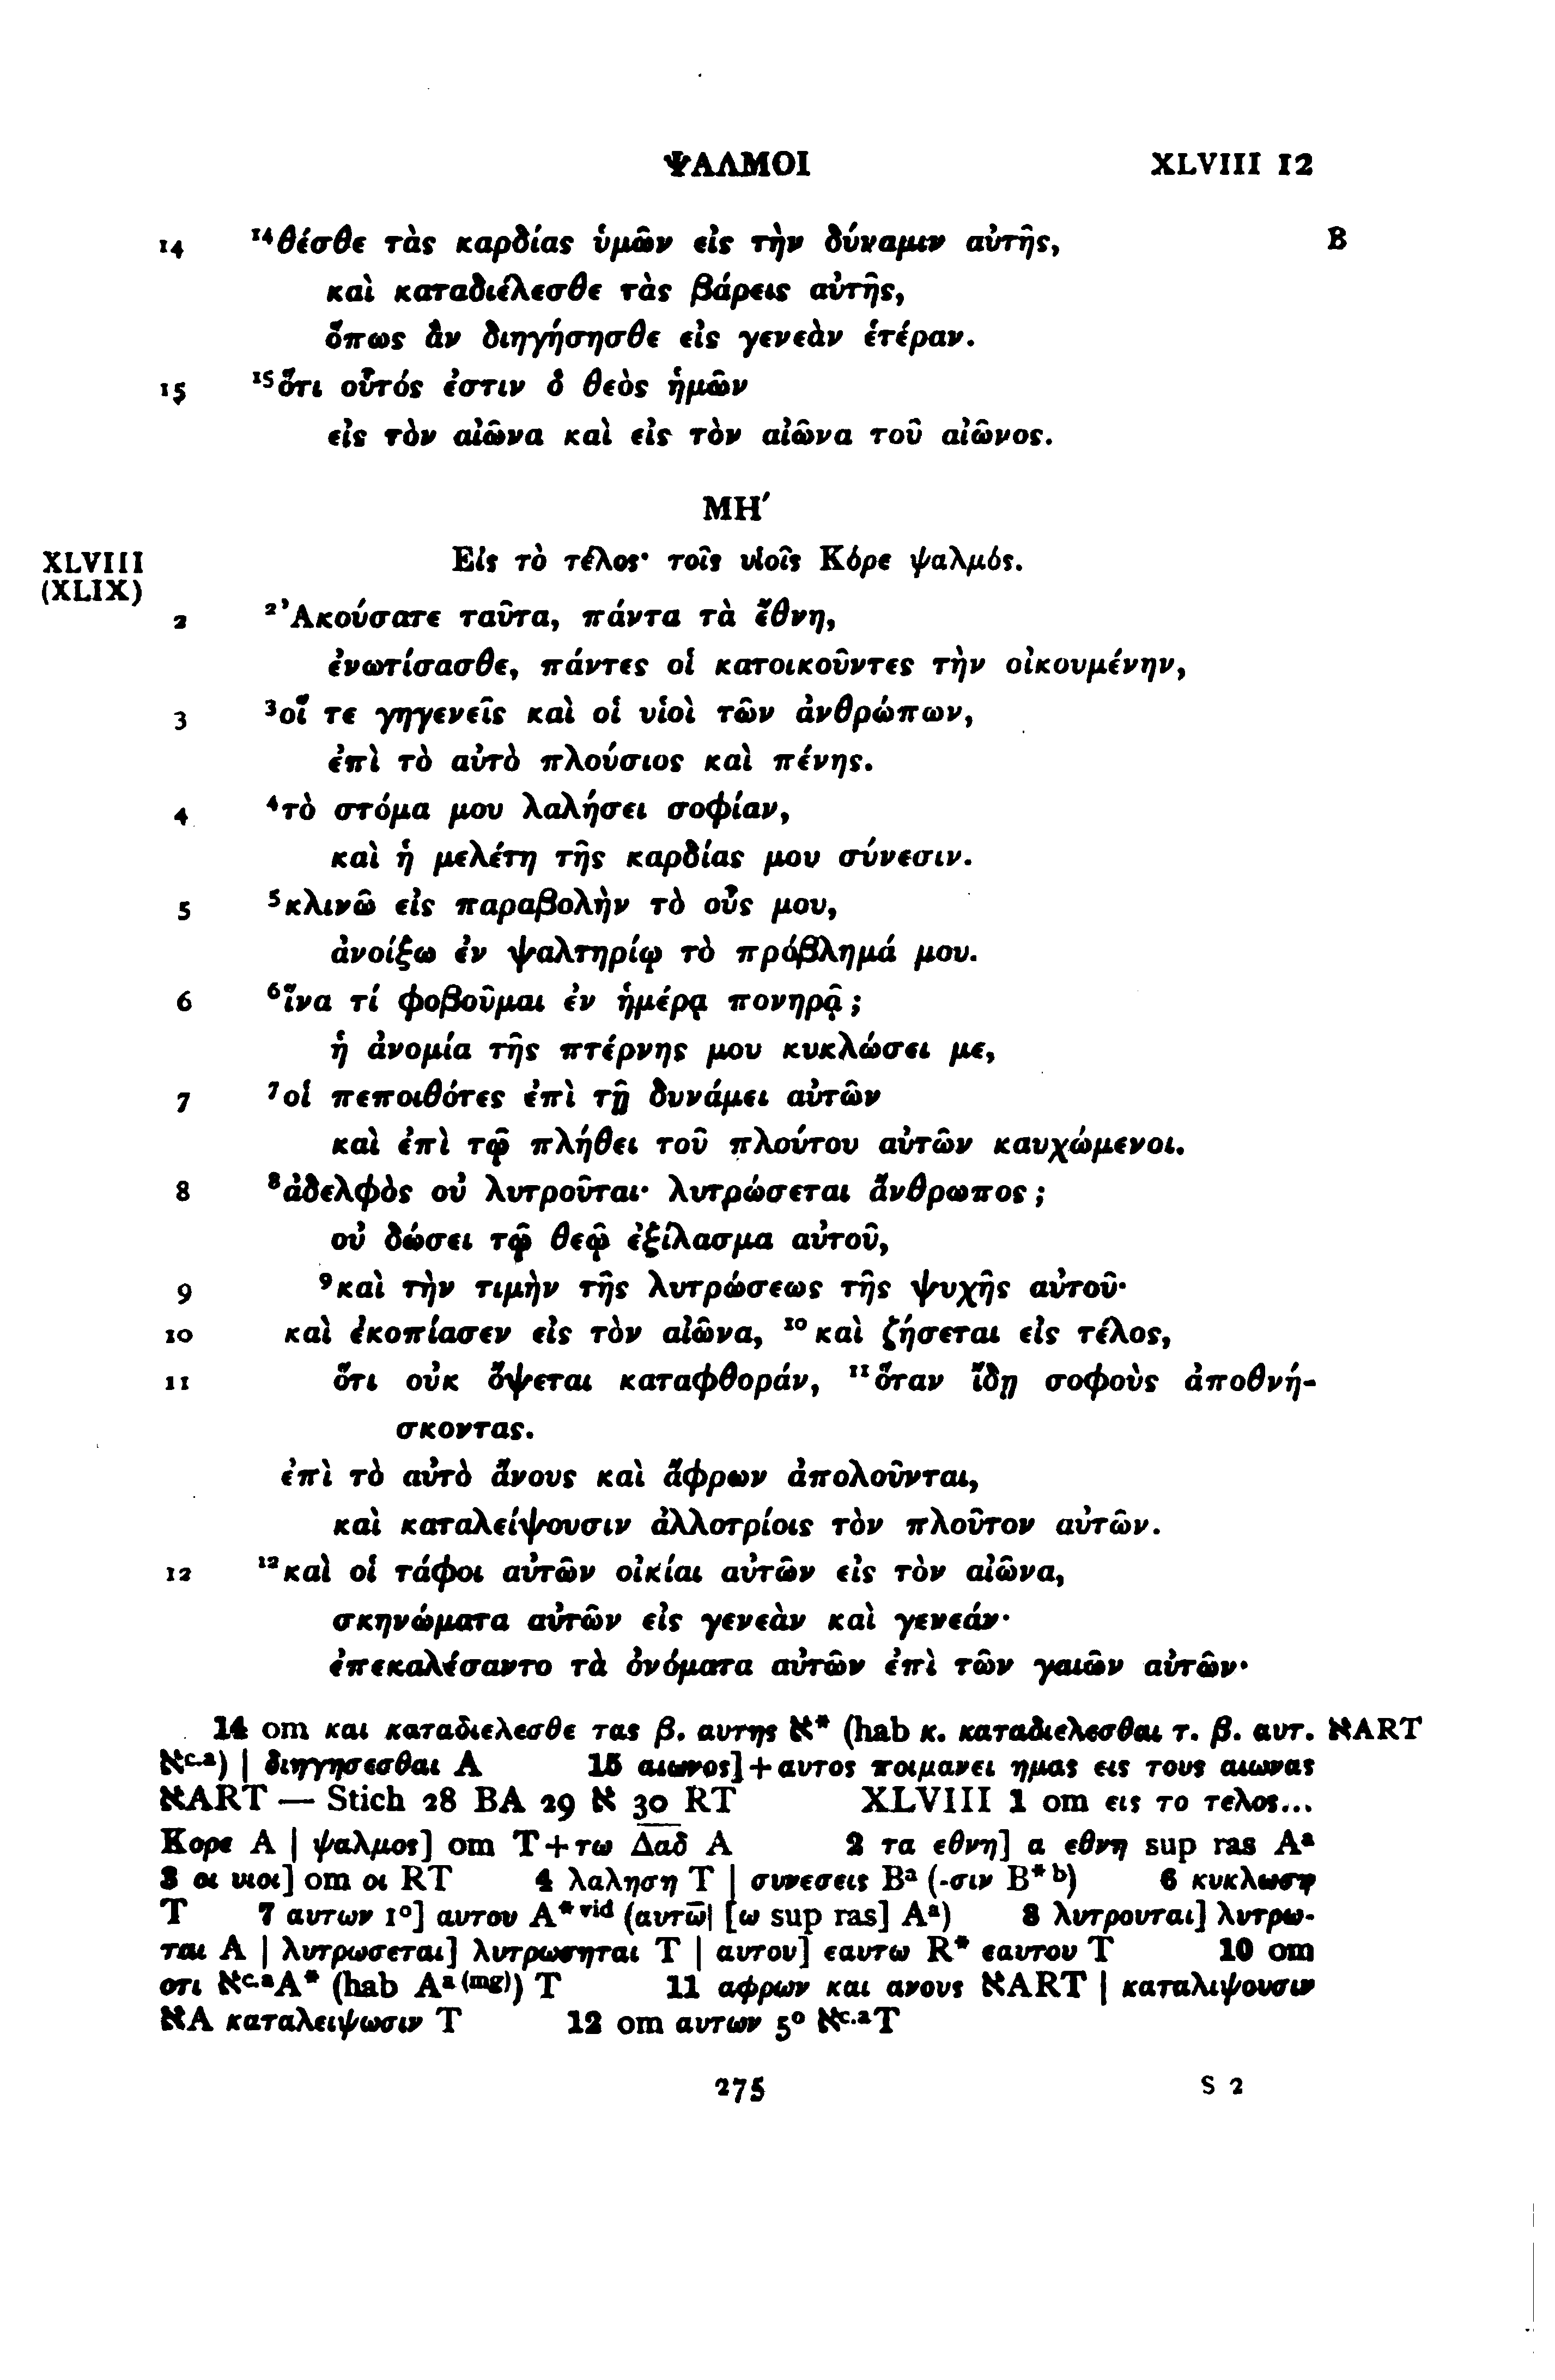 ΨΑΛΜΟΙ XLVIII 12
14 ¹⁴θέσθε τὰς καρδίας ὑμῶν εἰς τὴν δύναμιν αὐτῆς, B
καὶ καταδιέλεσθε τὰς βάρεις αὐτῆς,
ὅπως ἂν διηγήσησθε εἰς γενεὰν ἑτέραν.
15 ¹⁵ὅτι οὗτός ἐστιν ὁ θεὸς ἡμῶν
εἰς τὸν αἰῶνα καὶ εἰς τὸν αἰῶνα τοῦ αἰῶνος.
ΜΗ′
XLVIII Εἰς τὸ τέλος· τοῖς υἱοῖς Κόρε ψαλμός.
(XLIX)
2 ²Ἀκούσατε ταῦτα, πάντα τὰ ἔθνη,
ἐνωτίσασθε, πάντες οἱ κατοικοῦντες τὴν οἰκουμένην,
3 ³οἵ τε γηγενεῖς καὶ οἱ υἱοὶ τῶν ἀνθρώπων,
ἐπὶ τὸ αὐτὸ πλούσιος καὶ πένης.
4 ⁴τὸ στόμα μου λαλήσει σοφίαν,
καὶ ἡ μελέτη τῆς καρδίας μου σύνεσιν.
5 ⁵κλινῶ εἰς παραβολὴν τὸ οὖς μου,
ἀνοίξω ἐν ψαλτηρίῳ τὸ πρόβλημά μου.
6 ⁶ἵνα τί φοβοῦμαι ἐν ἡμέρᾳ πονηρᾷ;
ἡ ἀνομία τῆς πτέρνης μου κυκλώσει με,
7 ⁷οἱ πεποιθότες ἐπὶ τῇ δυνάμει αὐτῶν
καὶ ἐπὶ τῷ πλήθει τοῦ πλούτου αὐτῶν καυχώμενοι.
8 ⁸ἀδελφὸς οὐ λυτροῦται· λυτρώσεται ἄνθρωπος;
οὐ δώσει τῷ θεῷ ἐξίλασμα αὐτοῦ,
9 ⁹καὶ τὴν τιμὴν τῆς λυτρώσεως τῆς ψυχῆς αὐτοῦ·
10 καὶ ἐκοπίασεν εἰς τὸν αἰῶνα, ¹⁰καὶ ζήσεται εἰς τέλος,
11 ὅτι οὐκ ὄψεται καταφθοράν, ¹¹ὅταν ἴδῃ σοφοὺς ἀποθνή-
σκοντας.
ἐπὶ τὸ αὐτὸ ἄνους καὶ ἄφρων ἀπολοῦνται,
καὶ καταλείψουσιν ἀλλοτρίοις τὸν πλοῦτον αὐτῶν.
12 ¹²καὶ οἱ τάφοι αὐτῶν οἰκίαι αὐτῶν εἰς τὸν αἰῶνα,
σκηνώματα αὐτῶν εἰς γενεὰν καὶ γενεάν·
ἐπεκαλέσαντο τὰ ὀνόματα αὐτῶν ἐπὶ τῶν γαιῶν αὐτῶν·
14 om και καταδιελεσθε τας β. αυτης ℵ* (hab κ. καταδιελεσθαι τ. β. αυτ. ℵART
ℵᶜ·ᵃ) | διηγησεσθαι A 15 αιωνος]+αυτος ποιμανει ημας εις τους αιωνας
ℵART — Stich 28 BA 29 ℵ 30 RT XLVIII 1 om εις το τελος...
Κορε A | ψαλμος] om T+τω Δ̅α̅δ̅ A 2 τα εθνη] α εθνη sup ras Aᵃ
3 οι υιοι] om οι RT 4 λαληση T | συνεσεις Bᵃ (-σιν B*ᵇ) 6 κυκλωση
T 7 αυτων 1°] αυτου A*ᵛⁱᵈ (αυτω̅| [ω sup ras] Aᵃ) 8 λυτρουται] λυτρω-
ται A | λυτρωσεται] λυτρωσηται T | αυτου] εαυτω R* εαυτου T 10 om
οτι ℵᶜ·ᵃA* (hab Aᵃ⁽ᵐᵍ⁾) T 11 αφρων και ανους ℵART | καταλιψουσιν
ℵA καταλειψωσιν T 12 om αυτων 5° ℵᶜ·ᵃT
275 S 2